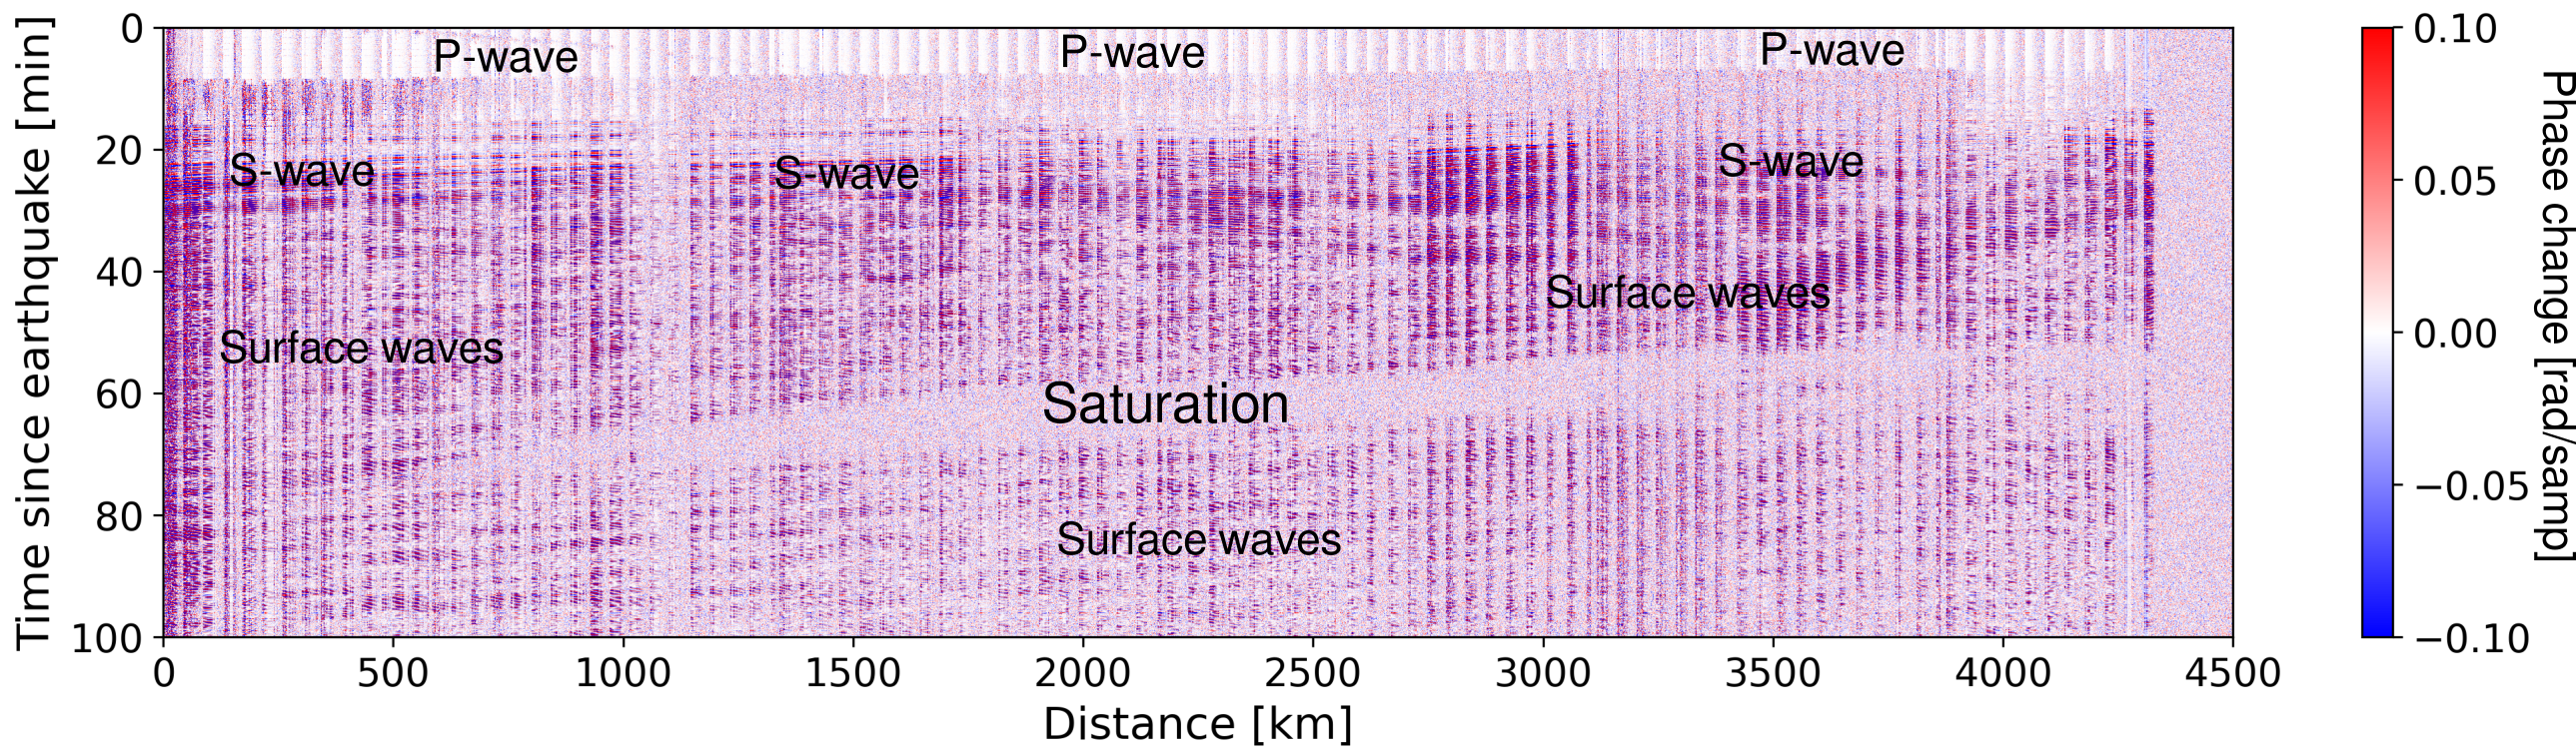 Time since earthquake [min]
0
20
40
60
80
100
P-wave
P-wave
P-wave
S-wave
S-wave
S-wave
Surface waves
Surface waves
Saturation
Surface waves
0
500
1000
1500
2000
2500
3000
3500
4000
4500
Distance [km]
0.10
0.05
0.00
−0.05
−0.10
Phase change [rad/samp]